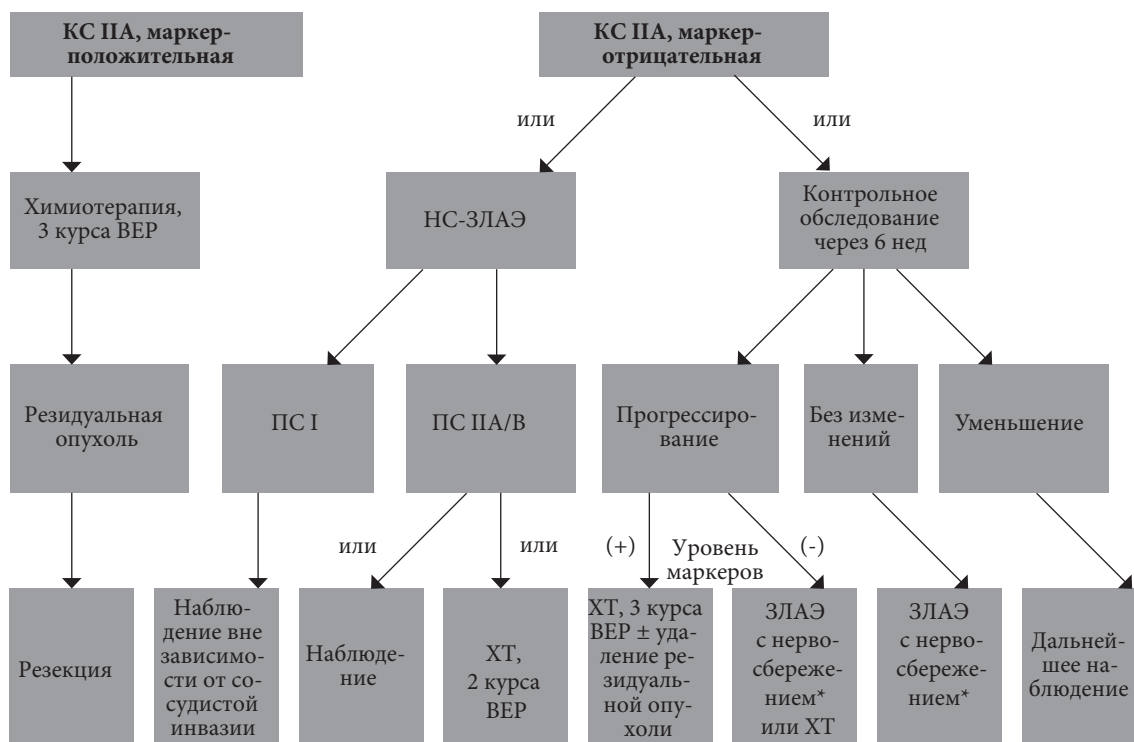 КС IIA, маркер-
положительная
КС IIA, маркер-
отрицательная
или
или
Химиотерапия,
3 курса ВЕР
НС-ЗЛАЭ
Контрольное
обследование
через 6 нед
Резидуальная
опухоль
ПС I
ПС IIA/B
Прогрессиро-
вание
Без изме-
нений
Уменьшение
или
или
(+)
Уровень
маркеров
(-)
Резекция
Наблю-
дение вне
зависимо-
сти от со-
судистой
инвазии
Наблюде-
ние
ХТ,
2 курса
ВЕР
ХТ, 3 курса
ВЕР ± уда-
ление ре-
зидуаль-
ной опу-
холи
ЗЛАЭ
с нерво-
сбереже-
нием*
или ХТ
ЗЛАЭ
с нерво-
сбереже-
нием*
Дальней-
шее на-
блюдение